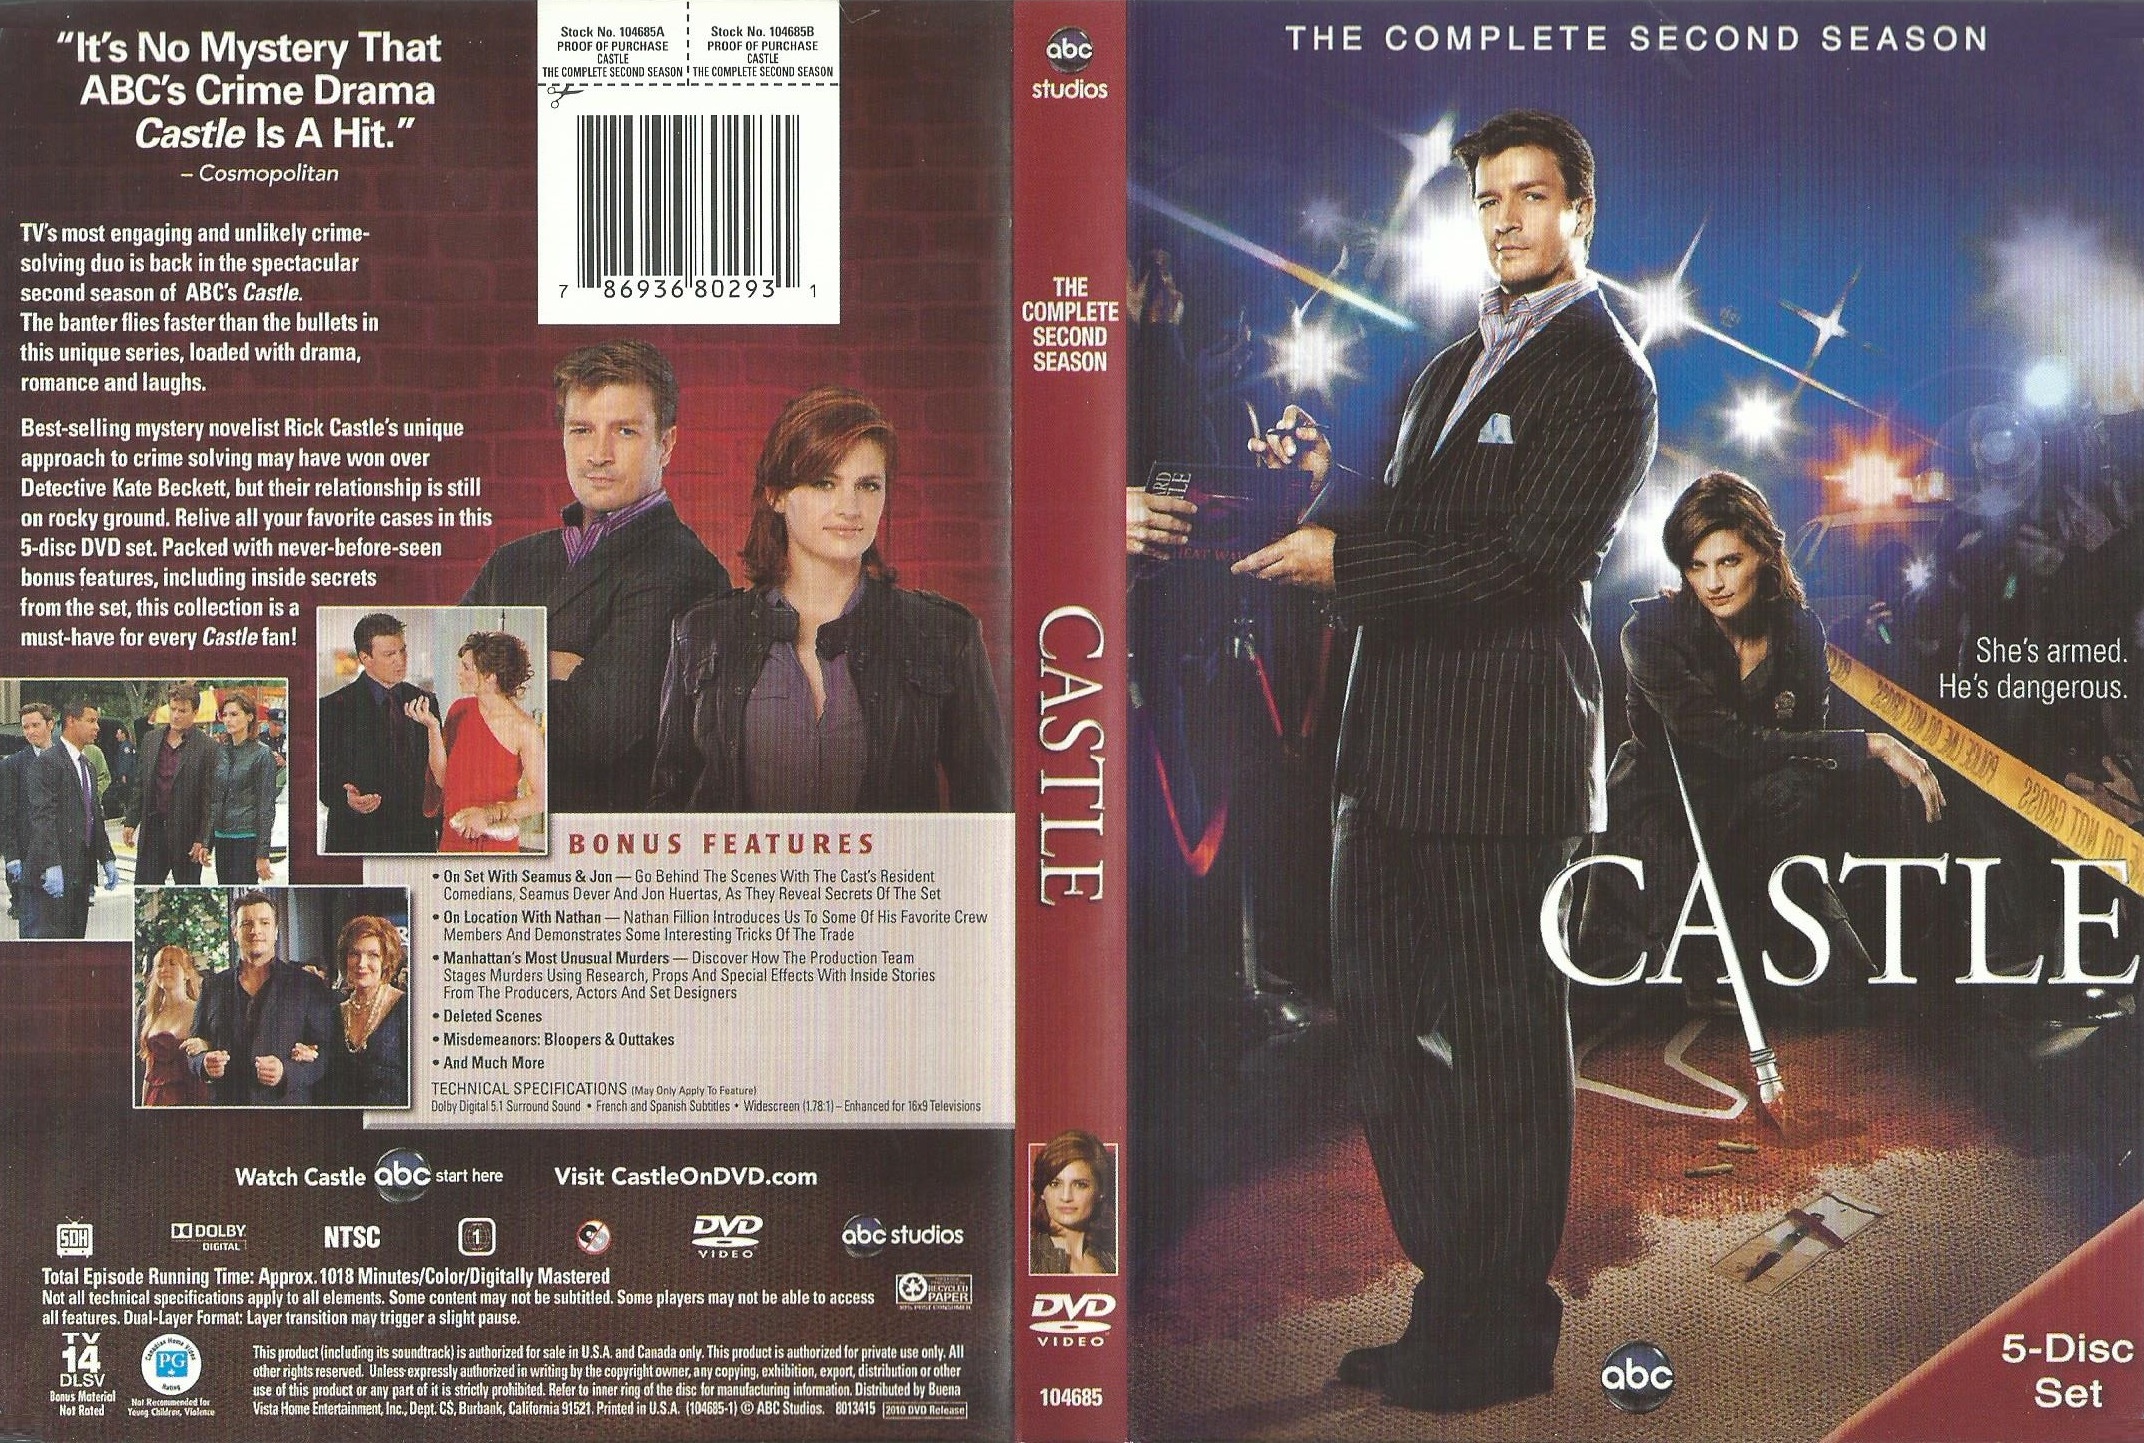 "It's No Mystery That
ABC's Crime Drama
Castle Is A Hit."
– Cosmopolitan
TV's most engaging and unlikely crime-
solving duo is back in the spectacular
second season of ABC's Castle.
The banter flies faster than the bullets in
this unique series, loaded with drama,
romance and laughs.
Best-selling mystery novelist Rick Castle's unique
approach to crime solving may have won over
Detective Kate Beckett, but their relationship is still
on rocky ground. Relive all your favorite cases in this
5-disc DVD set. Packed with never-before-seen
bonus features, including inside secrets
from the set, this collection is a
must-have for every Castle fan!
Stock No. 104685A
PROOF OF PURCHASE
CASTLE
THE COMPLETE SECOND SEASON
Stock No. 104685B
PROOF OF PURCHASE
CASTLE
THE COMPLETE SECOND SEASON
7 86936 80293 1
BONUS FEATURES
• On Set With Seamus & Jon — Go Behind The Scenes With The Cast's Resident
Comedians, Seamus Dever And Jon Huertas, As They Reveal Secrets Of The Set
• On Location With Nathan — Nathan Fillion Introduces Us To Some Of His Favorite Crew
Members And Demonstrates Some Interesting Tricks Of The Trade
• Manhattan's Most Unusual Murders — Discover How The Production Team
Stages Murders Using Research, Props And Special Effects With Inside Stories
From The Producers, Actors And Set Designers
• Deleted Scenes
• Misdemeanors: Bloopers & Outtakes
• And Much More
TECHNICAL SPECIFICATIONS (May Only Apply To Feature)
Dolby Digital 5.1 Surround Sound • French and Spanish Subtitles • Widescreen (1.78:1) – Enhanced for 16x9 Televisions
Watch Castle abc start here
Visit CastleOnDVD.com
SDH
DOLBY
DIGITAL
NTSC
1
DVD
VIDEO
abc studios
Total Episode Running Time: Approx. 1018 Minutes/Color/Digitally Mastered
Not all technical specifications apply to all elements. Some content may not be subtitled. Some players may not be able to access
all features. Dual-Layer Format: Layer transition may trigger a slight pause.
RECYCLED
PAPER
TV
14
DLSV
Bonus Material
Not Rated
Canadian Home Video
PG
Rating
Not Recommended for
Young Children, Violence
This product (including its soundtrack) is authorized for sale in U.S.A. and Canada only. This product is authorized for private use only. All
other rights reserved. Unless expressly authorized in writing by the copyright owner, any copying, exhibition, export, distribution or other
use of this product or any part of it is strictly prohibited. Refer to inner ring of the disc for manufacturing information. Distributed by Buena
Vista Home Entertainment, Inc., Dept. CS, Burbank, California 91521. Printed in U.S.A. (104685-1) © ABC Studios. 8013415 2010 DVD Release
abc
studios
THE
COMPLETE
SECOND
SEASON
CASTLE
DVD
VIDEO
104685
THE COMPLETE SECOND SEASON
HEAT WAVE
She's armed.
He's dangerous.
POLICE LINE DO NOT CROSS
CASTLE
abc
5-Disc
Set